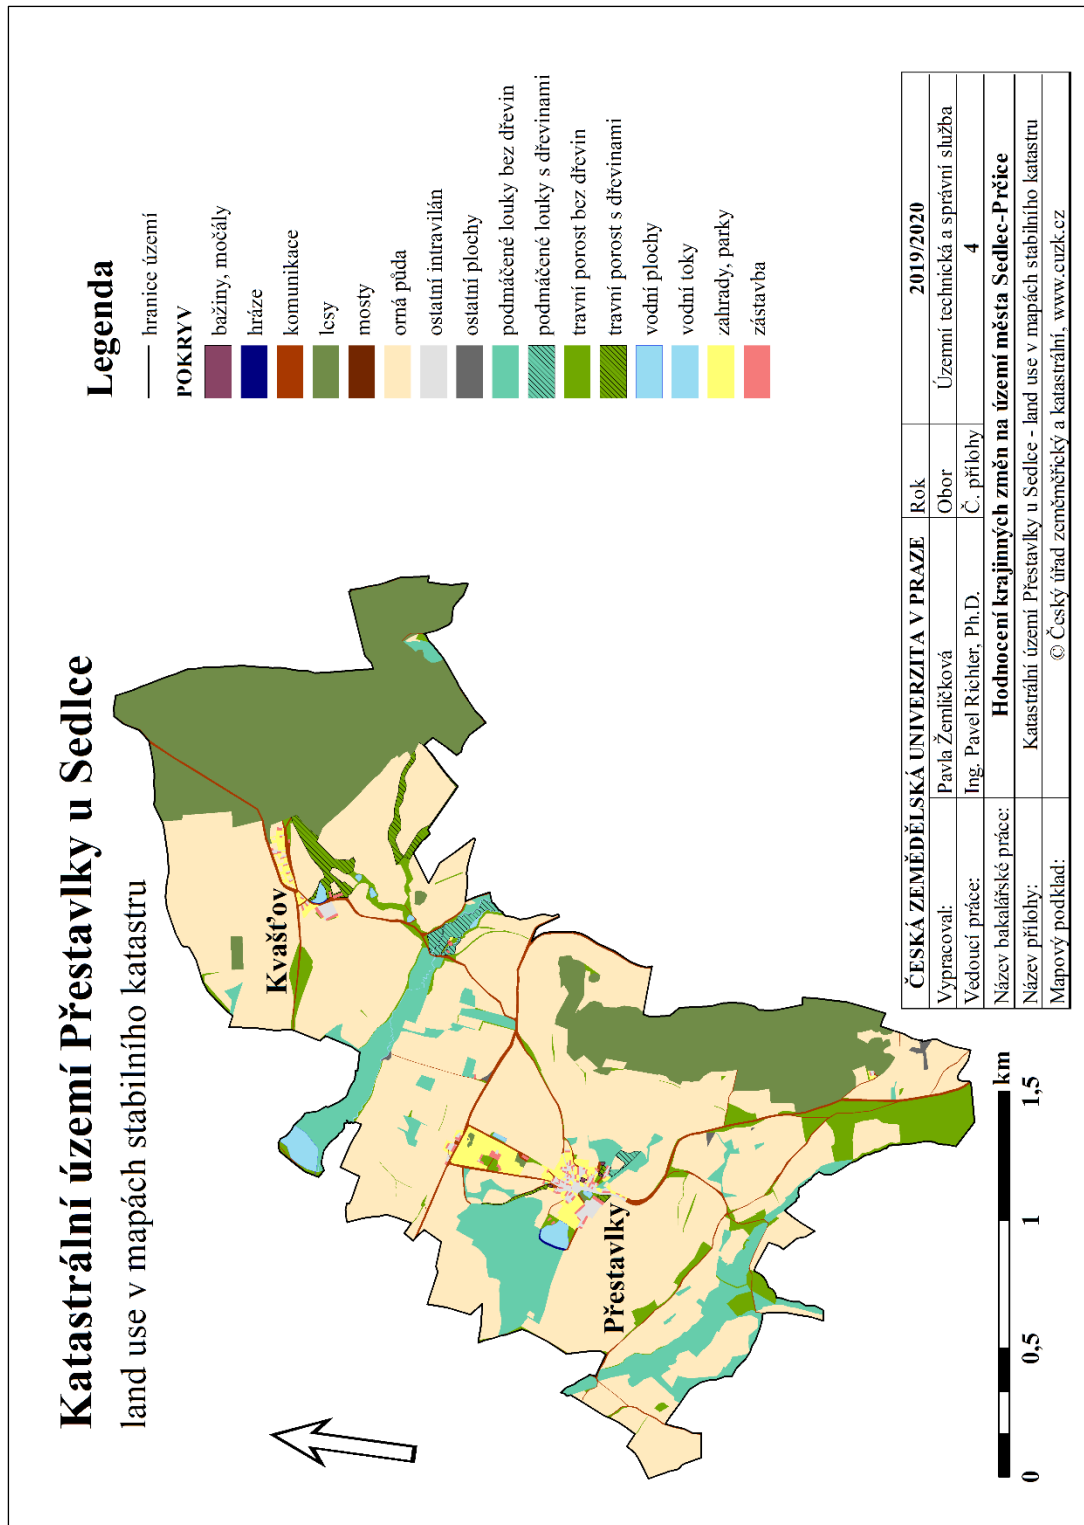 Katastrální území Přestavlky u Sedlce
land use v mapách stabilního katastru
Kvašťov
Přestavlky
Legenda
hranice území
POKRYV
bažiny, močály
hráze
komunikace
lesy
mosty
orná půda
ostatní intravilán
ostatní plochy
podmáčené louky bez dřevin
podmáčené louky s dřevinami
travní porost bez dřevin
travní porost s dřevinami
vodní plochy
vodní toky
zahrady, parky
zástavba
0 0,5 1 1,5
km
ČESKÁ ZEMĚDĚLSKÁ UNIVERZITA V PRAZE Rok 2019/2020
Vypracoval: Pavla Žemličková Obor Územní technická a správní služba
Vedoucí práce: Ing. Pavel Richter, Ph.D. Č. přílohy 4
Název bakalářské práce: Hodnocení krajinných změn na území města Sedlec-Prčice
Název přílohy: Katastrální území Přestavlky u Sedlce - land use v mapách stabilního katastru
Mapový podklad: © Český úřad zeměměřický a katastrální, www.cuzk.cz